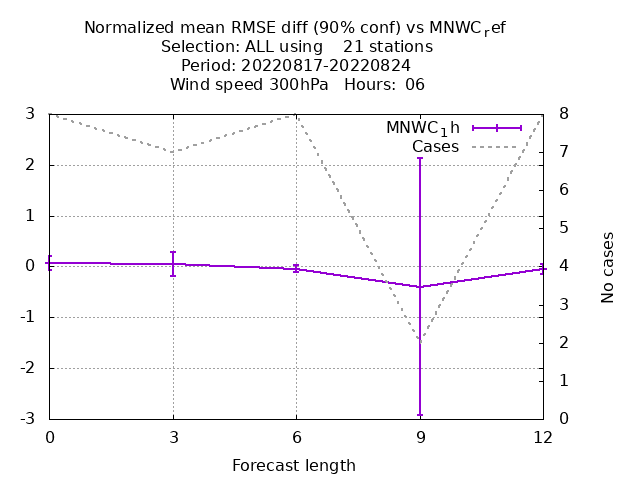 Normalized mean RMSE diff (90% conf) vs MNWCref
Selection: ALL using 21 stations
Period: 20220817-20220824
Wind speed 300hPa Hours: 06
MNWC1h
Cases
3
2
1
0
-1
-2
-3
8
7
6
5
4
3
2
1
0
No cases
0 3 6 9 12
Forecast length